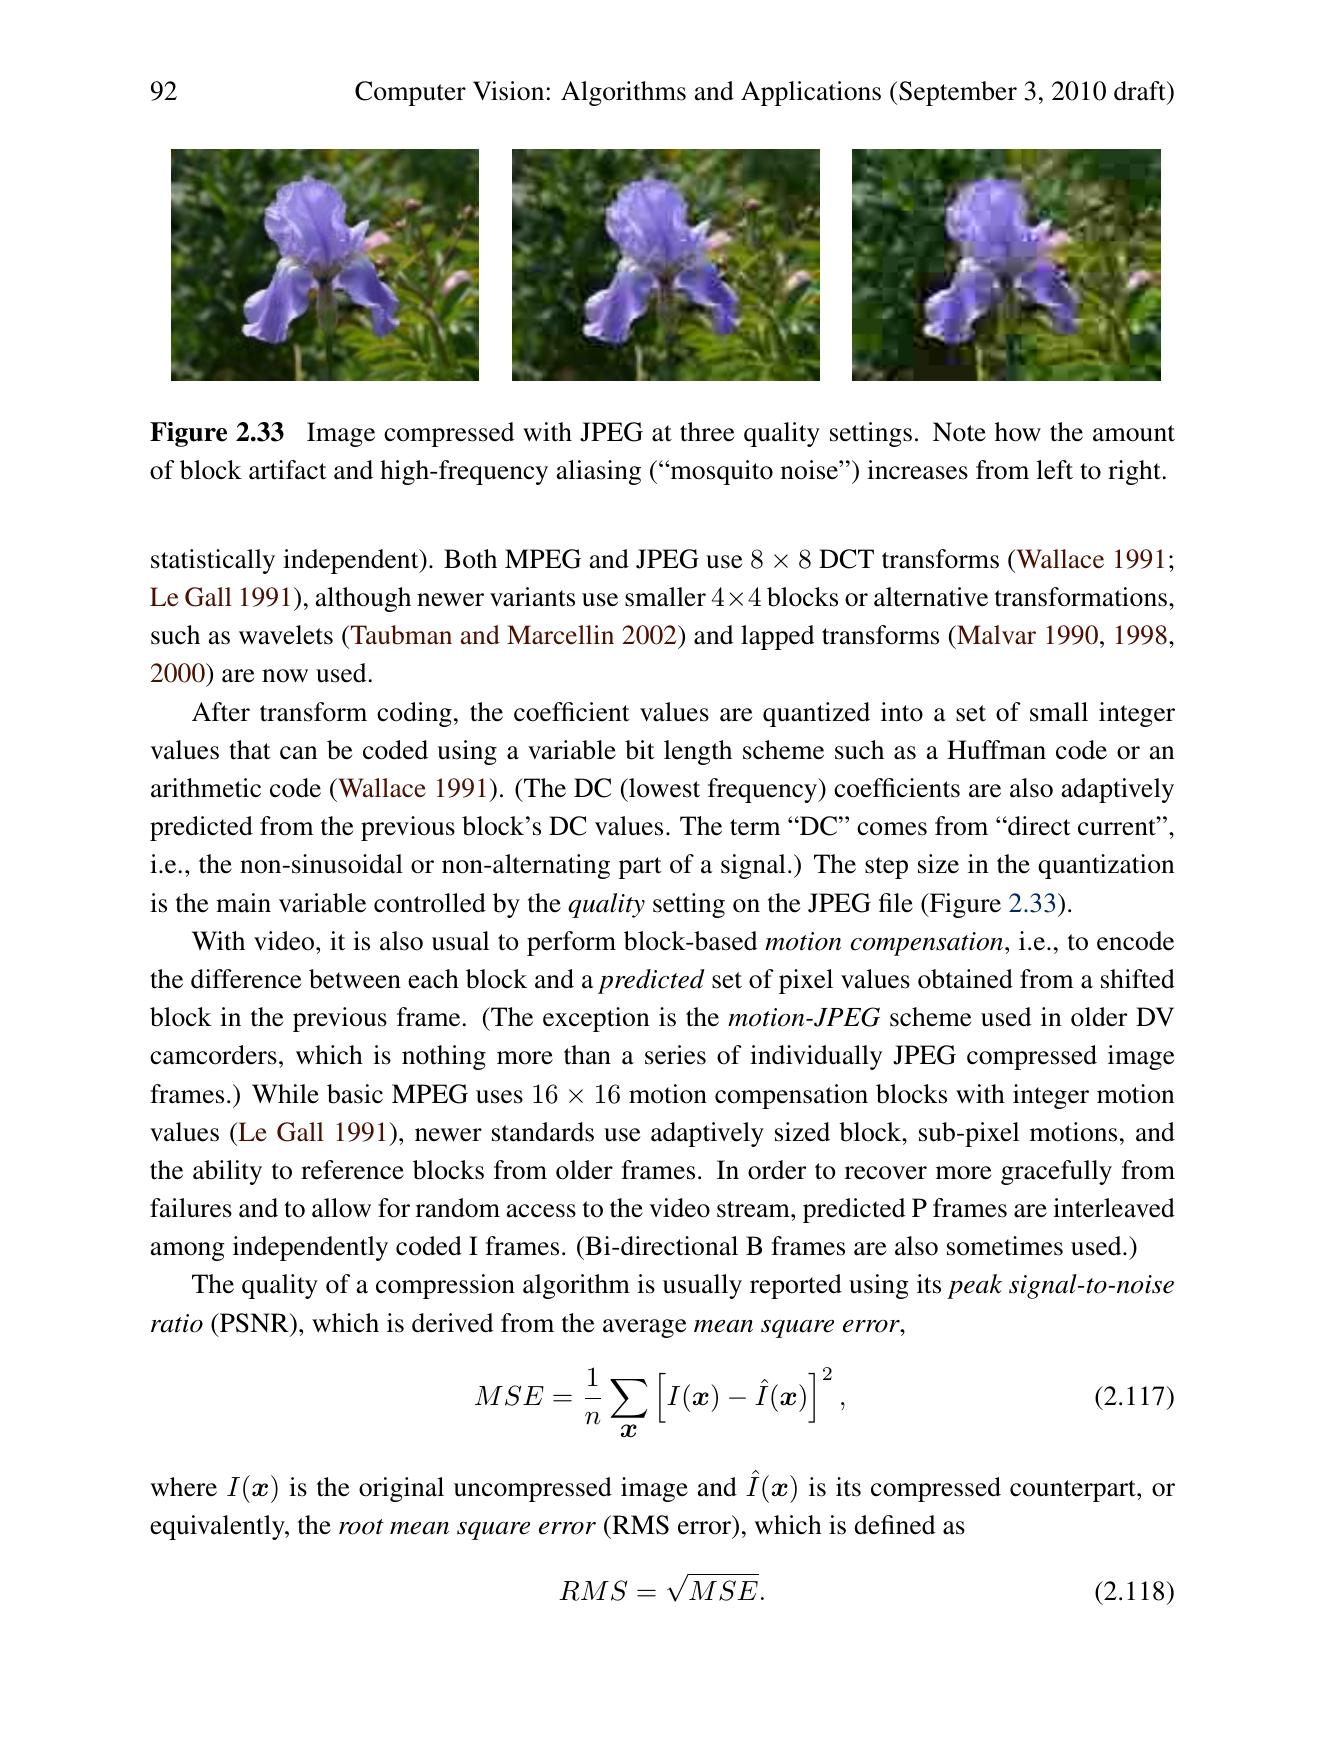 92 Computer Vision: Algorithms and Applications (September 3, 2010 draft)
Figure 2.33 Image compressed with JPEG at three quality settings. Note how the amount
of block artifact and high-frequency aliasing (“mosquito noise”) increases from left to right.
statistically independent). Both MPEG and JPEG use 8 × 8 DCT transforms (Wallace 1991;
Le Gall 1991), although newer variants use smaller 4×4 blocks or alternative transformations,
such as wavelets (Taubman and Marcellin 2002) and lapped transforms (Malvar 1990, 1998,
2000) are now used.
After transform coding, the coefficient values are quantized into a set of small integer
values that can be coded using a variable bit length scheme such as a Huffman code or an
arithmetic code (Wallace 1991). (The DC (lowest frequency) coefficients are also adaptively
predicted from the previous block’s DC values. The term “DC” comes from “direct current”,
i.e., the non-sinusoidal or non-alternating part of a signal.) The step size in the quantization
is the main variable controlled by the quality setting on the JPEG file (Figure 2.33).
With video, it is also usual to perform block-based motion compensation, i.e., to encode
the difference between each block and a predicted set of pixel values obtained from a shifted
block in the previous frame. (The exception is the motion-JPEG scheme used in older DV
camcorders, which is nothing more than a series of individually JPEG compressed image
frames.) While basic MPEG uses 16 × 16 motion compensation blocks with integer motion
values (Le Gall 1991), newer standards use adaptively sized block, sub-pixel motions, and
the ability to reference blocks from older frames. In order to recover more gracefully from
failures and to allow for random access to the video stream, predicted P frames are interleaved
among independently coded I frames. (Bi-directional B frames are also sometimes used.)
The quality of a compression algorithm is usually reported using its peak signal-to-noise
ratio (PSNR), which is derived from the average mean square error,
MSE = 1/n ∑_x [I(x) − Î(x)]², (2.117)
where I(x) is the original uncompressed image and Î(x) is its compressed counterpart, or
equivalently, the root mean square error (RMS error), which is defined as
RMS = √MSE. (2.118)